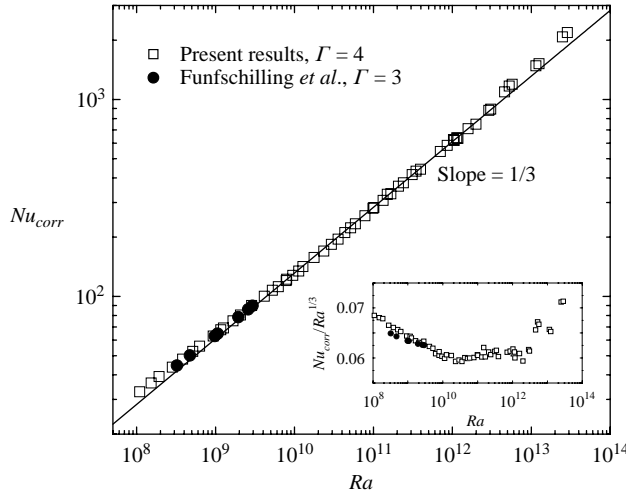 10³
10²
Nu_corr
□ Present results, Γ = 4
● Funfschilling et al., Γ = 3
Slope = 1/3
Nu_corr/Ra^1/3
0.07
0.06
10⁸ 10¹⁰ 10¹² 10¹⁴
Ra
10⁸ 10⁹ 10¹⁰ 10¹¹ 10¹² 10¹³ 10¹⁴
Ra